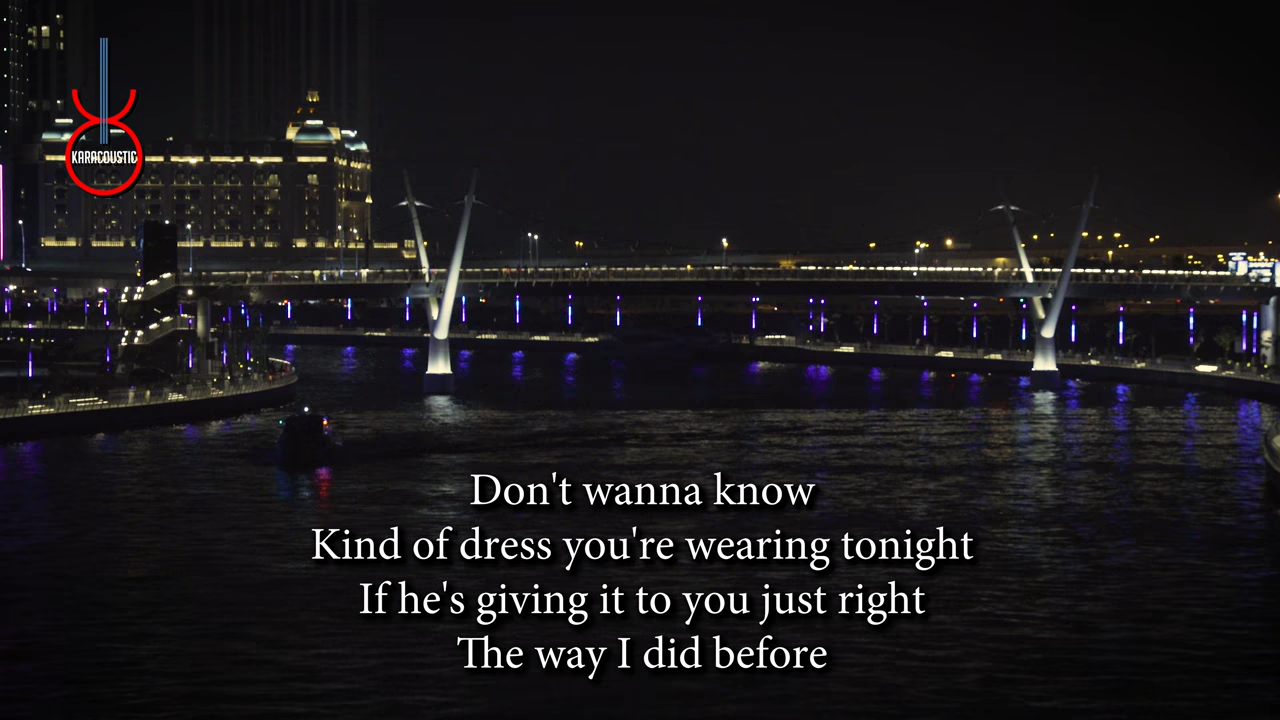 KARACOUSTIC
Don't wanna know
Kind of dress you're wearing tonight
If he's giving it to you just right
The way I did before